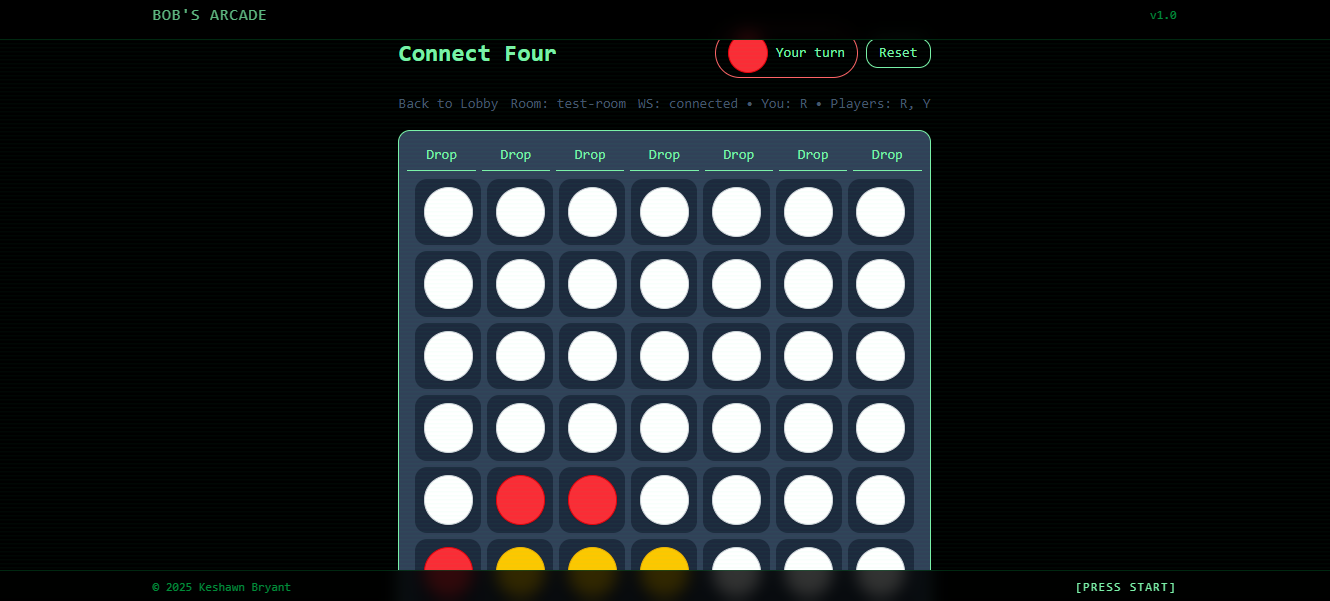 BOB'S ARCADE v1.0
Connect Four Your turn Reset
Back to Lobby Room: test-room WS: connected • You: R • Players: R, Y
Drop Drop Drop Drop Drop Drop Drop
© 2025 Keshawn Bryant [PRESS START]